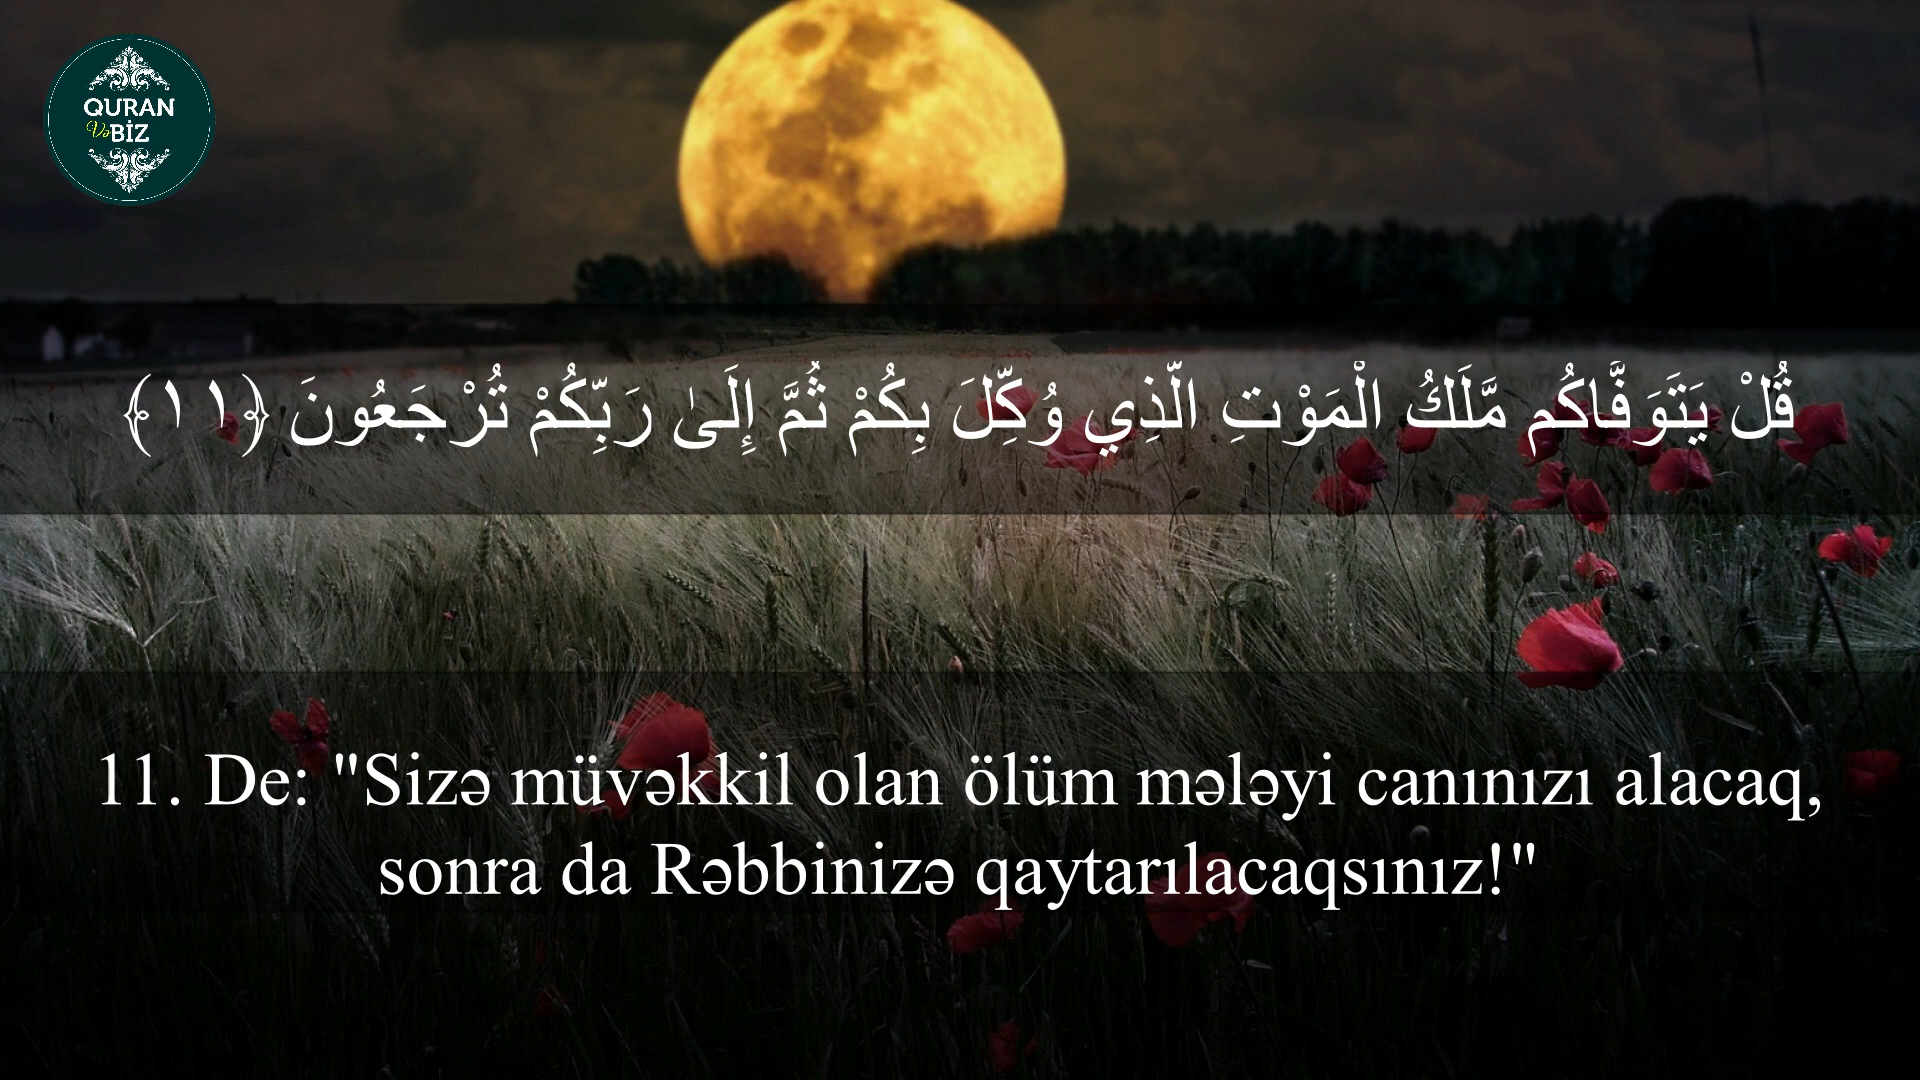 QURAN
Və BİZ
قُلْ يَتَوَفَّاكُم مَّلَكُ الْمَوْتِ الَّذِي وُكِّلَ بِكُمْ ثُمَّ إِلَىٰ رَبِّكُمْ تُرْجَعُونَ ﴿١١﴾
11. De: "Sizə müvəkkil olan ölüm mələyi canınızı alacaq,
sonra da Rəbbinizə qaytarılacaqsınız!"